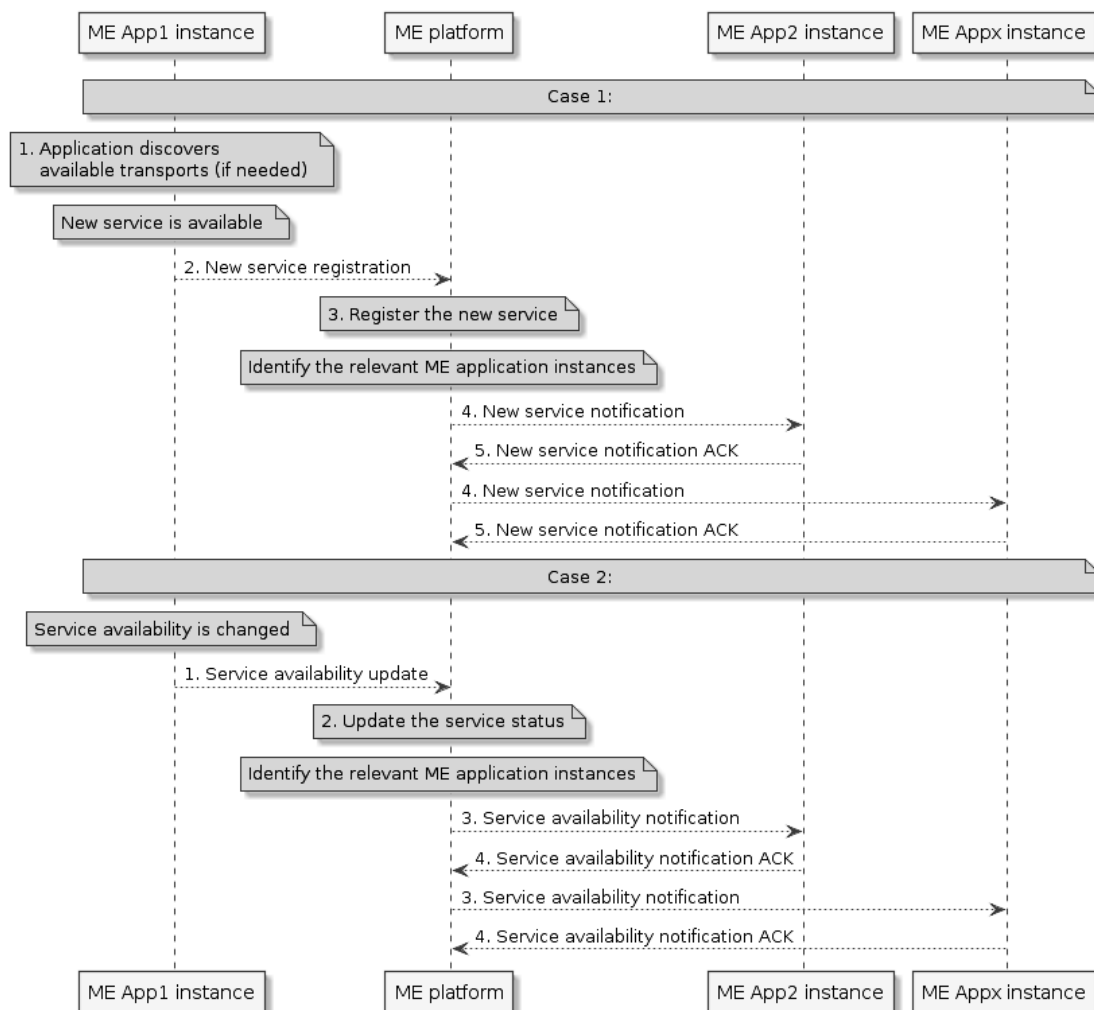 ME App1 instance
ME platform
ME App2 instance
ME Appx instance
Case 1:
1. Application discovers
available transports (if needed)
New service is available
2. New service registration
3. Register the new service
Identify the relevant ME application instances
4. New service notification
5. New service notification ACK
4. New service notification
5. New service notification ACK
Case 2:
Service availability is changed
1. Service availability update
2. Update the service status
Identify the relevant ME application instances
3. Service availability notification
4. Service availability notification ACK
3. Service availability notification
4. Service availability notification ACK
ME App1 instance
ME platform
ME App2 instance
ME Appx instance